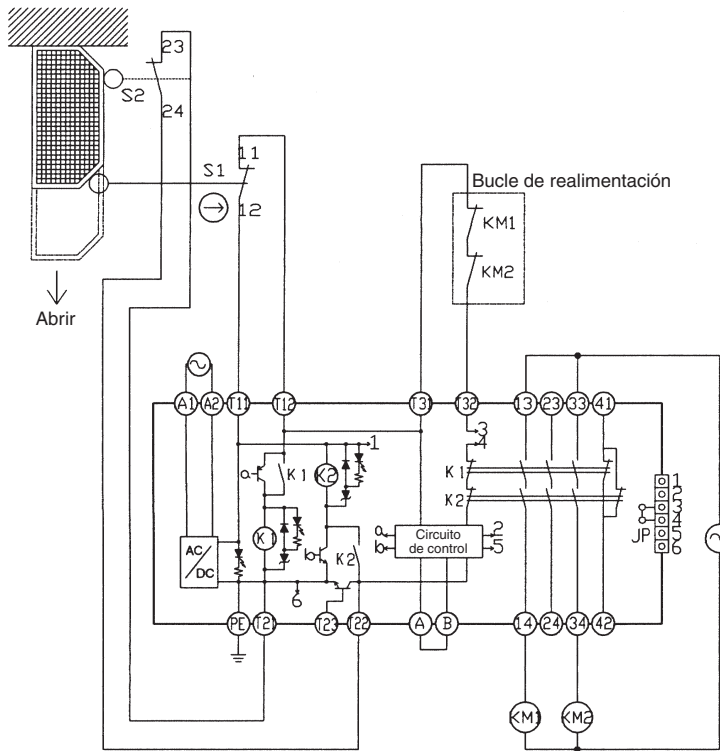 23
S2
24
11
S1
12
Abrir
Bucle de realimentación
KM1
KM2
A1 A2 T11 T12 T31 T32 13 23 33 41
1
3
4
a
K1
K2
K1
K2
K1
b
K2
a
b
Circuito
de control
2
5
AC/DC
6
JP
1
2
3
4
5
6
PE T21 T23 T22 A B 14 24 34 42
KM1
KM2